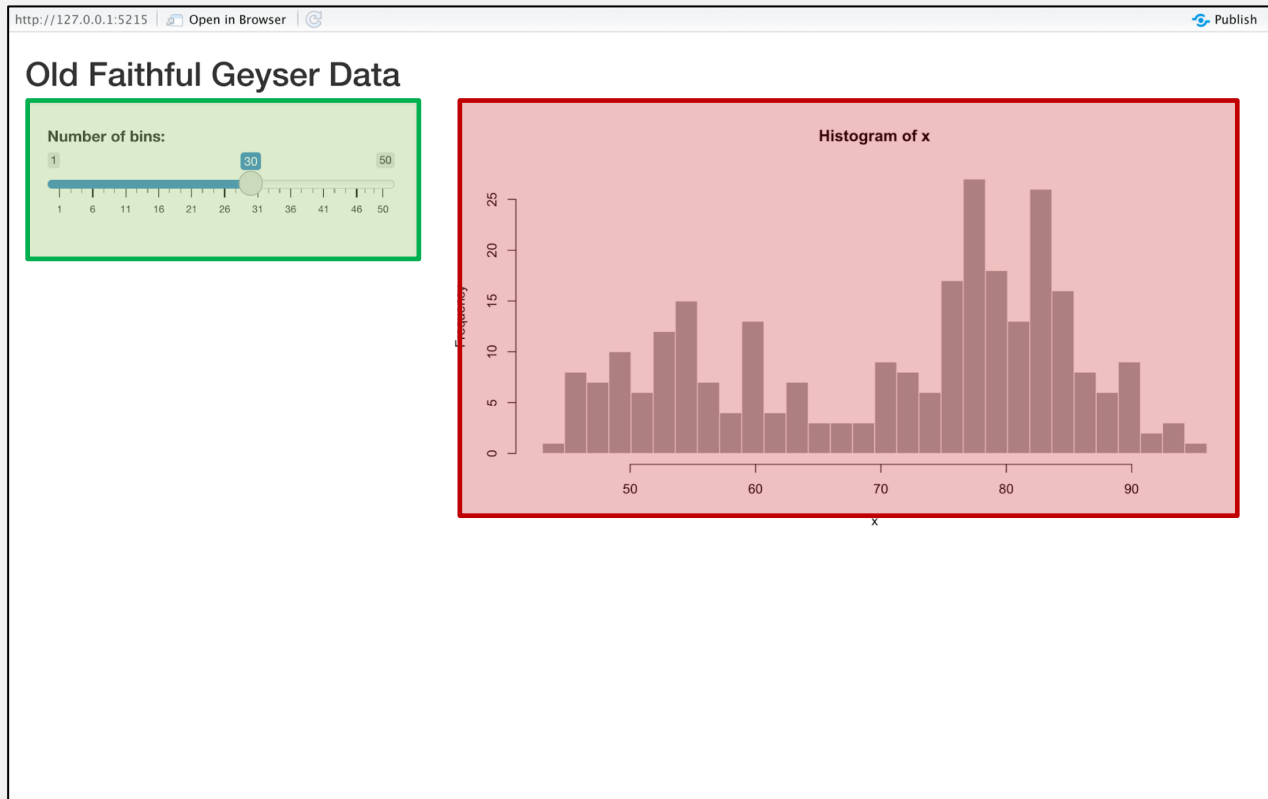 http://127.0.0.1:5215 Open in Browser Publish
Old Faithful Geyser Data
Number of bins:
1 30 50
1 6 11 16 21 26 31 36 41 46 50
Histogram of x
Frequency
25
20
15
10
5
0
50 60 70 80 90
x